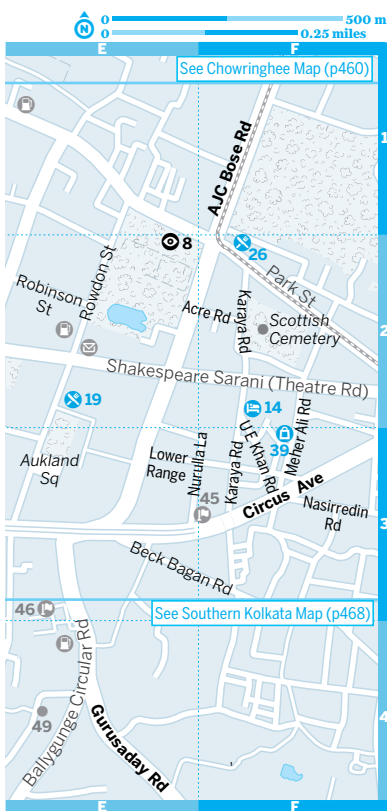 N
0 500 m
0 0.25 miles
E F
See Chowringhee Map (p460)
1
AJC Bose Rd
8
26
Park St
Rowdon St
Robinson
St
Acre Rd
Karaya Rd
Scottish
Cemetery
2
Shakespeare Sarani (Theatre Rd)
19
14
39
Meher Ali Rd
UE Khan Rd
Karaya Rd
Nurulla La
Lower
Range
Aukland
Sq
45
Circus Ave
Nasirredin
Rd
3
Beck Bagan Rd
46
See Southern Kolkata Map (p468)
Ballygunge Circular Rd
49
Gurusaday Rd
4
E F